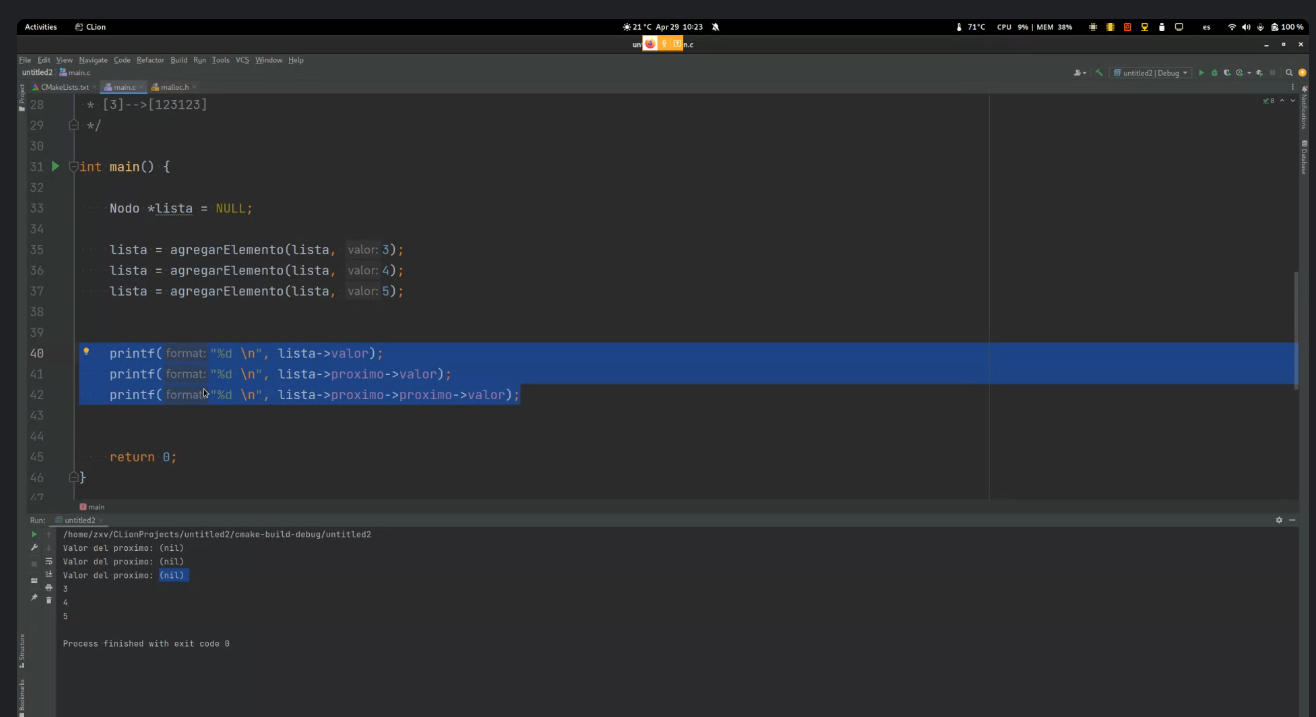 Activities CLion 21 °C Apr 29 10:23 71°C CPU 9% | MEM 38% es 100 %
un n.c
File Edit View Navigate Code Refactor Build Run Tools VCS Window Help
untitled2 main.c untitled2 | Debug
Project CMakeLists.txt main.c malloc.h
28 * [3]-->[123123] 8
29 */
Notifications
30
31 int main() {
Database
32
33 Nodo *lista = NULL;
34
35 lista = agregarElemento(lista, valor: 3);
36 lista = agregarElemento(lista, valor: 4);
37 lista = agregarElemento(lista, valor: 5);
38
39
40 printf( format: "%d \n", lista->valor);
41 printf( format: "%d \n", lista->proximo->valor);
42 printf( format: "%d \n", lista->proximo->proximo->valor);
43
44
45 return 0;
46 }
47
main
Run: untitled2
/home/zxv/CLionProjects/untitled2/cmake-build-debug/untitled2
Valor del proximo: (nil)
Valor del proximo: (nil)
Valor del proximo: (nil)
3
4
5
Process finished with exit code 0
Structure
Bookmarks